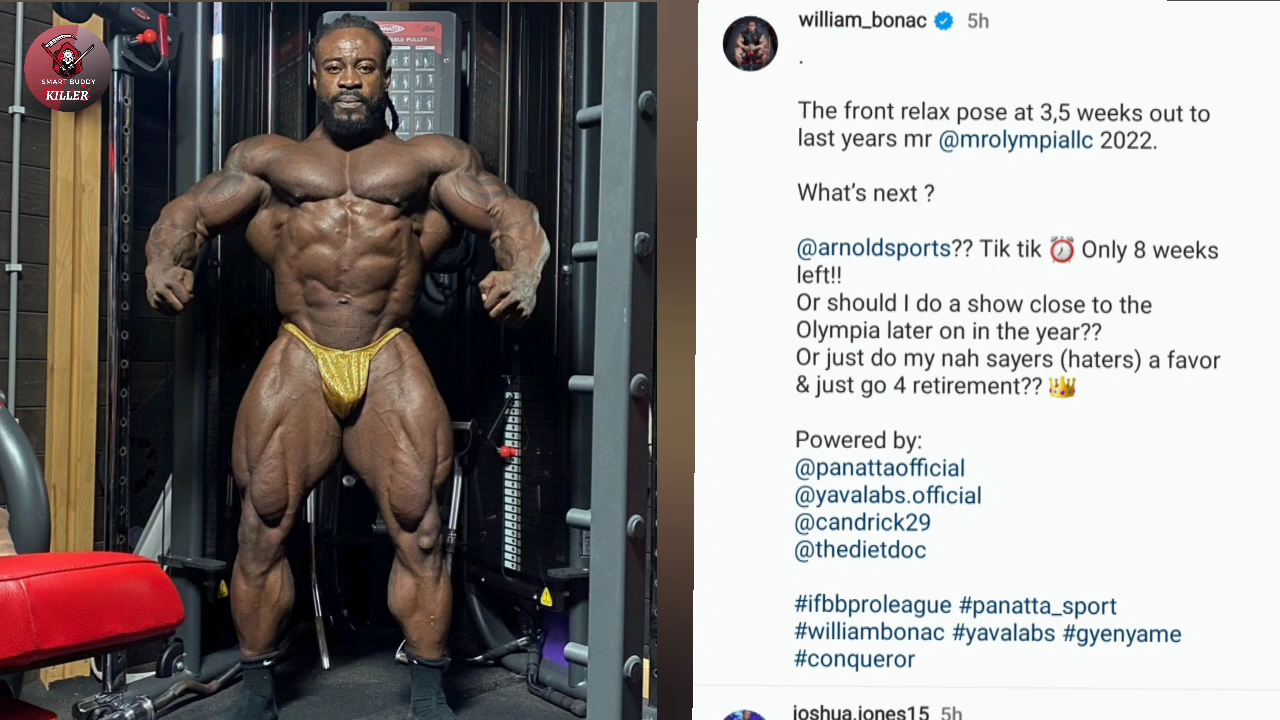 SMART BUDDY
KILLER
PANATTA
ABLE PULLEY
william_bonac 5h
.
The front relax pose at 3,5 weeks out to
last years mr @mrolympiallc 2022.
What's next ?
@arnoldsports?? Tik tik ⏰ Only 8 weeks
left!!
Or should I do a show close to the
Olympia later on in the year??
Or just do my nah sayers (haters) a favor
& just go 4 retirement?? 👑
Powered by:
@panattaofficial
@yavalabs.official
@candrick29
@thedietdoc
#ifbbproleague #panatta_sport
#williambonac #yavalabs #gyenyame
#conqueror
joshua.jones15 5h